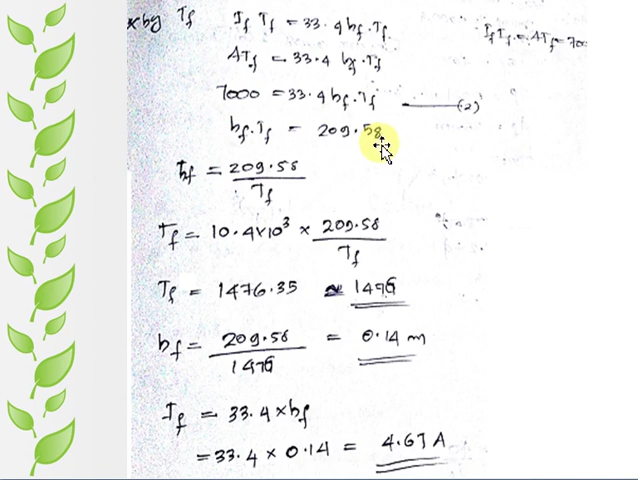 × by Tf If Tf = 33.4 bf.Tf
If Tf = ATf = 700
ATf = 33.4 bf.Tf
7000 = 33.4 bf.Tf ——(2)
bf.Tf = 209.58
bf = 209.58 / Tf
Tf = 10.4×10³ × 209.58 / Tf
Tf = 1476.35 ≃ 1476
bf = 209.58 / 1476 = 0.14 m
If = 33.4 × bf
= 33.4 × 0.14 = 4.67 A